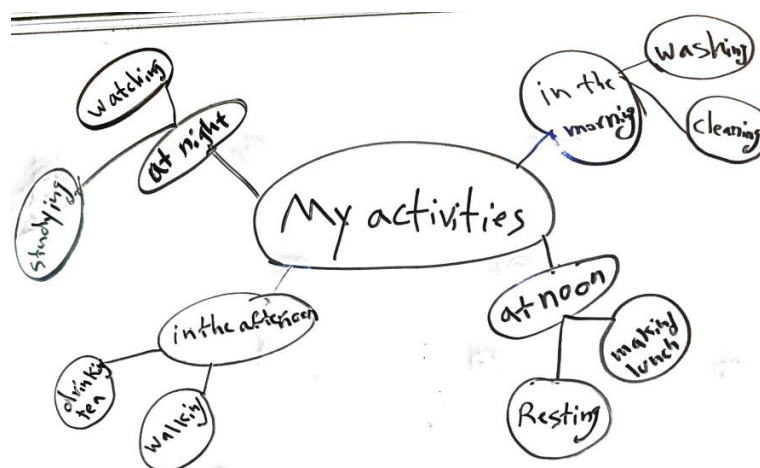 My activities
in the
mornig
washing
cleaning
at noon
making
lunch
Resting
in the afternoon
drinking
tea
walking
at night
watching
studying